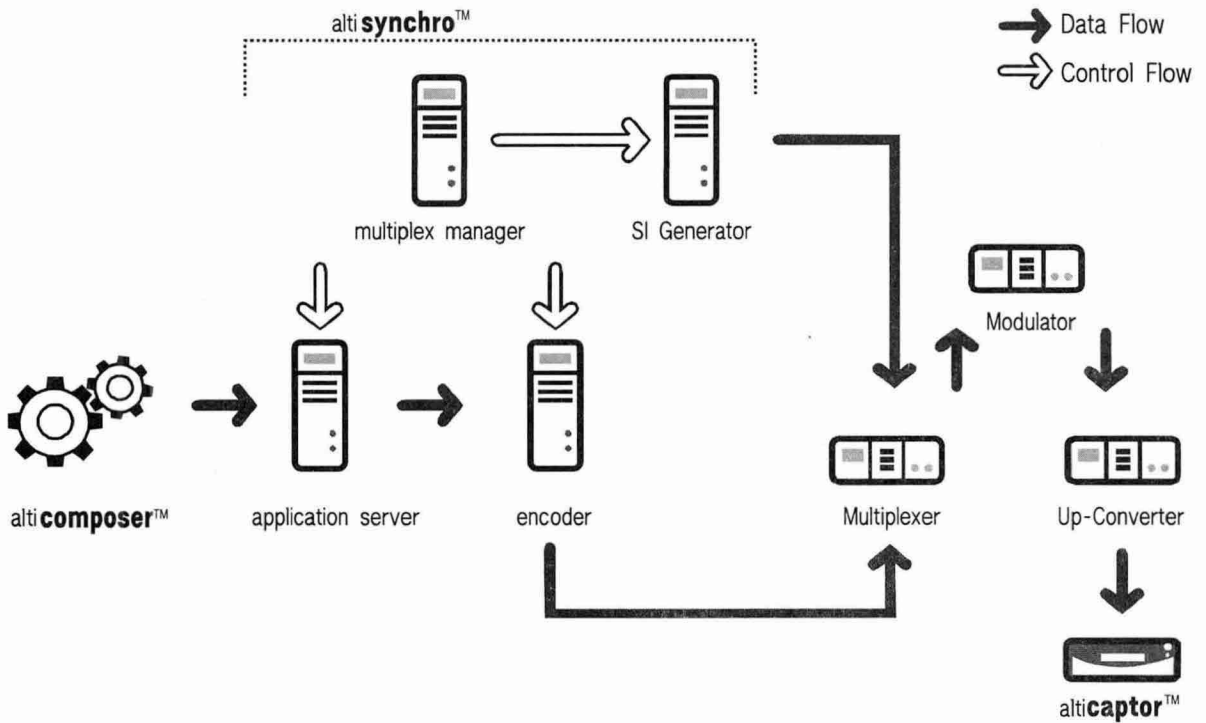 altisynchro™
Data Flow
Control Flow
multiplex manager
SI Generator
Modulator
alticomposer™
application server
encoder
Multiplexer
Up-Converter
alticaptor™